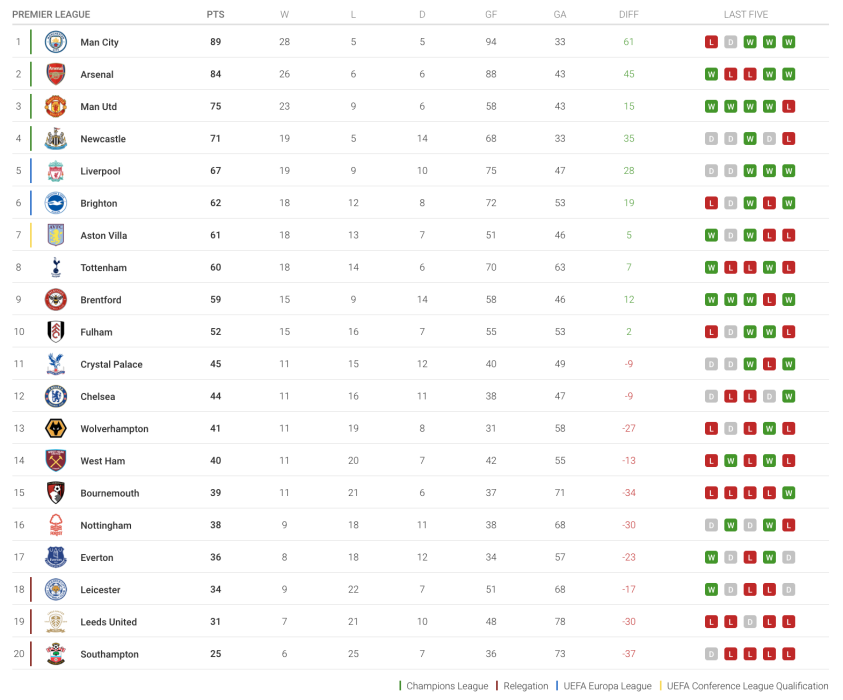 PREMIER LEAGUE PTS W L D GF GA DIFF LAST FIVE
1 Man City 89 28 5 5 94 33 61 L D W W W
2 Arsenal 84 26 6 6 88 43 45 W L L W W
3 Man Utd 75 23 9 6 58 43 15 W W W W L
4 Newcastle 71 19 5 14 68 33 35 D D W D L
5 Liverpool 67 19 9 10 75 47 28 D D W W W
6 Brighton 62 18 12 8 72 53 19 L D W L W
7 Aston Villa 61 18 13 7 51 46 5 W D W L L
8 Tottenham 60 18 14 6 70 63 7 W L L W L
9 Brentford 59 15 9 14 58 46 12 W W W L W
10 Fulham 52 15 16 7 55 53 2 L D W W L
11 Crystal Palace 45 11 15 12 40 49 -9 D D W L W
12 Chelsea 44 11 16 11 38 47 -9 D L L D W
13 Wolverhampton 41 11 19 8 31 58 -27 L D L W L
14 West Ham 40 11 20 7 42 55 -13 L W L W L
15 Bournemouth 39 11 21 6 37 71 -34 L L L L W
16 Nottingham 38 9 18 11 38 68 -30 D W D W L
17 Everton 36 8 18 12 34 57 -23 W D L W D
18 Leicester 34 9 22 7 51 68 -17 W D L L D
19 Leeds United 31 7 21 10 48 78 -30 L L D L L
20 Southampton 25 6 25 7 36 73 -37 D L L L L
Champions League Relegation UEFA Europa League UEFA Conference League Qualification